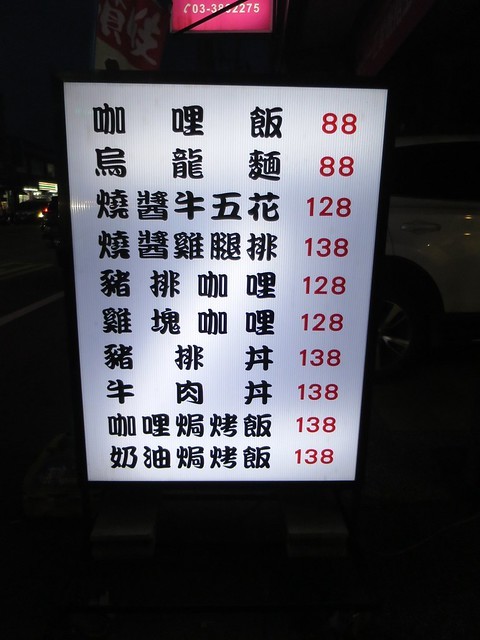 03-3892275
咖哩飯 88
烏龍麵 88
燒醬牛五花 128
燒醬雞腿排 138
豬排咖哩 128
雞塊咖哩 128
豬排丼 138
牛肉丼 138
咖哩焗烤飯 138
奶油焗烤飯 138